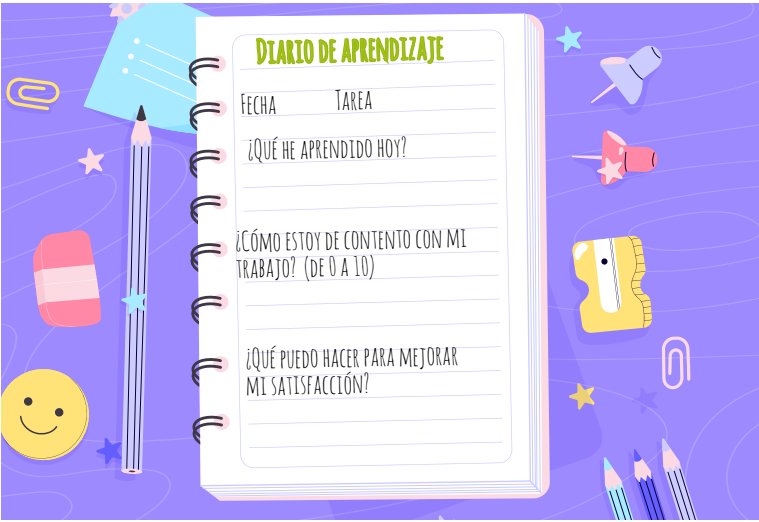 Diario de aprendizaje
Fecha Tarea
¿Qué he aprendido hoy?
¿Cómo estoy de contento con mi
trabajo? (de 0 a 10)
¿Qué puedo hacer para mejorar
mi satisfacción?